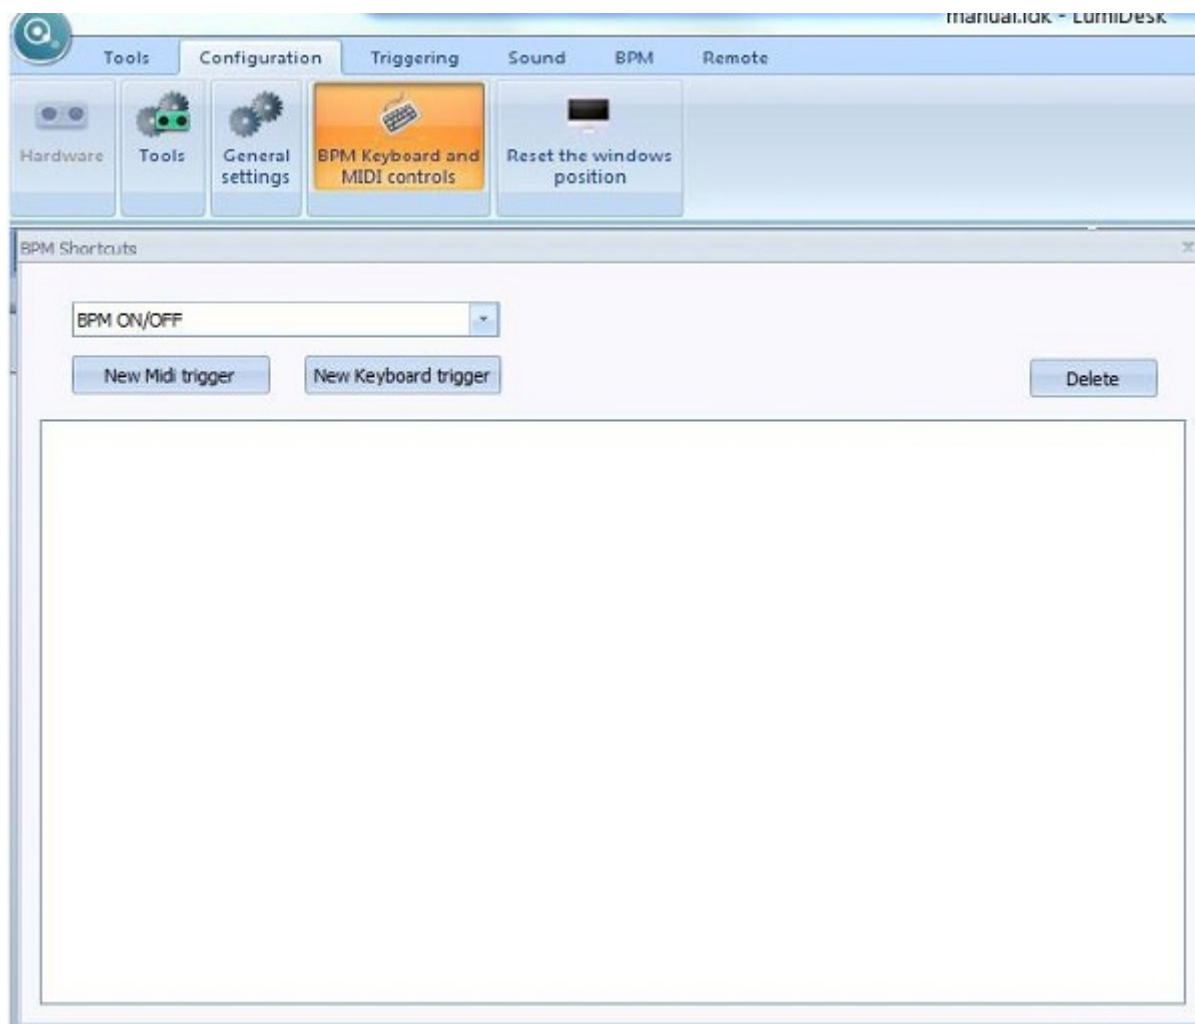 manual.ldk - LumiDesk
Tools Configuration Triggering Sound BPM Remote
Hardware Tools General settings BPM Keyboard and MIDI controls Reset the windows position
BPM Shortcuts
BPM ON/OFF
New Midi trigger New Keyboard trigger Delete